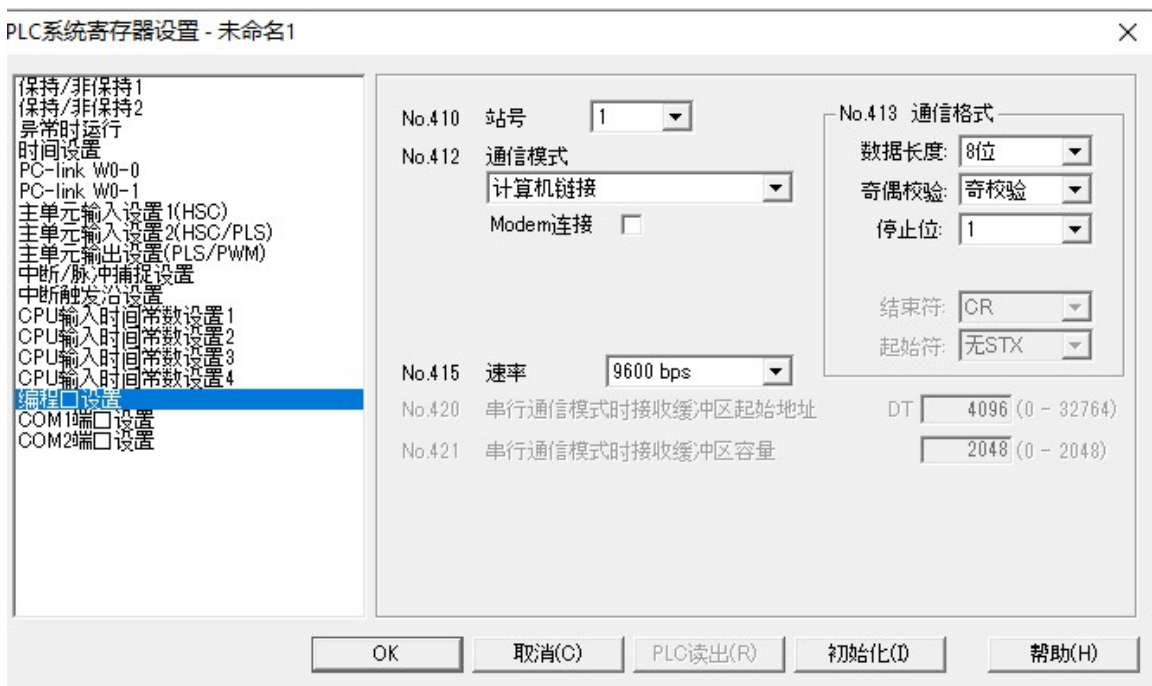 PLC系统寄存器设置 - 未命名1
保持/非保持1
保持/非保持2
异常时运行
时间设置
PC-link W0-0
PC-link W0-1
主单元输入设置1(HSC)
主单元输入设置2(HSC/PLS)
主单元输出设置(PLS/PWM)
中断/脉冲捕捉设置
中断触发沿设置
CPU输入时间常数设置1
CPU输入时间常数设置2
CPU输入时间常数设置3
CPU输入时间常数设置4
编程口设置
COM1端口设置
COM2端口设置
No.410 站号 1
No.412 通信模式
计算机链接
Modem连接
No.413 通信格式
数据长度: 8位
奇偶校验: 奇校验
停止位: 1
结束符: CR
起始符: 无STX
No.415 速率 9600 bps
No.420 串行通信模式时接收缓冲区起始地址 DT 4096 (0 - 32764)
No.421 串行通信模式时接收缓冲区容量 2048 (0 - 2048)
OK 取消(C) PLC读出(R) 初始化(I) 帮助(H)